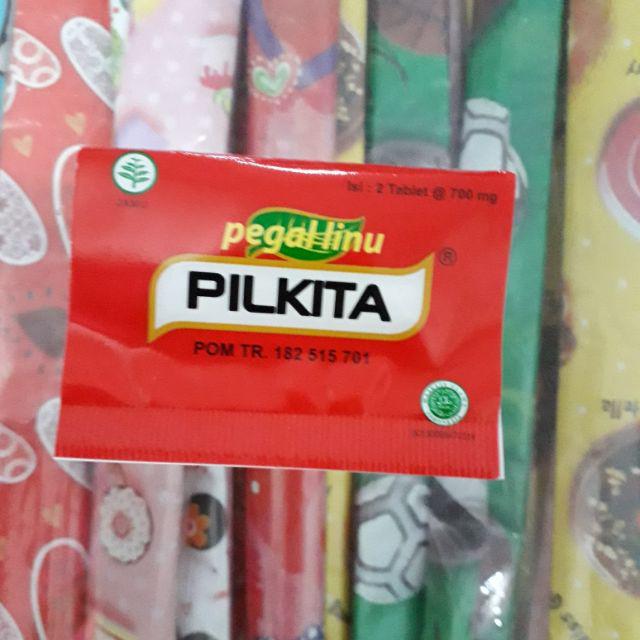 Isi : 2 Tablet @ 700 mg
JAMU
pegal linu
PILKITA ®
POM TR. 182 515 701